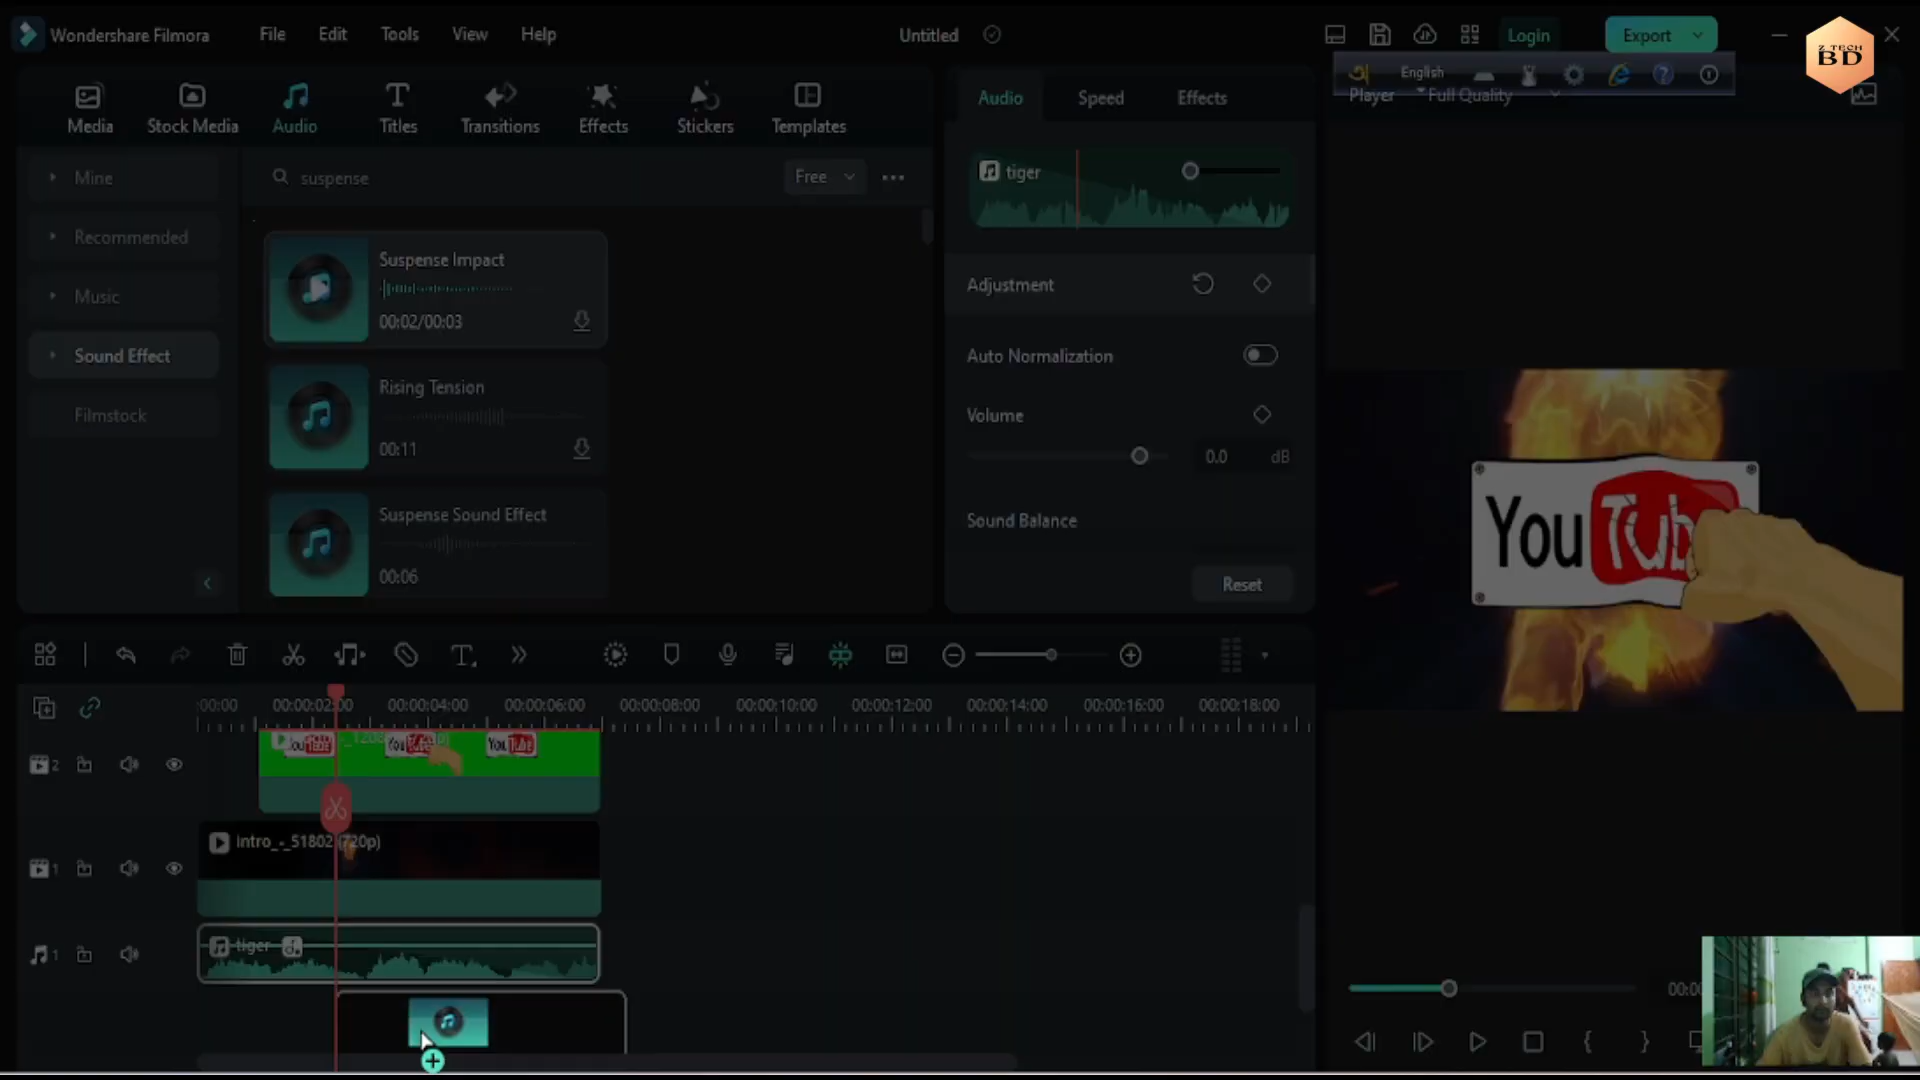 Wondershare Filmora
File
Edit
Tools
View
Help
Untitled
Login
Export
Z TECH
BD
English
Player
Full Quality
Media
Stock Media
Audio
Titles
Transitions
Effects
Stickers
Templates
Audio
Speed
Effects
Mine
Recommended
Music
Sound Effect
Filmstock
suspense
Free
Suspense Impact
00:02/00:03
Rising Tension
00:11
Suspense Sound Effect
00:06
tiger
Adjustment
Auto Normalization
Volume
0.0 dB
Sound Balance
Reset
You Tub
:00:00 00:00:02:00 00:00:04:00 00:00:06:00 00:00:08:00 00:00:10:00 00:00:12:00 00:00:14:00 00:00:16:00 00:00:18:00
2
You Tube
1
intro_-_51802 (720p)
1
tiger
00:00